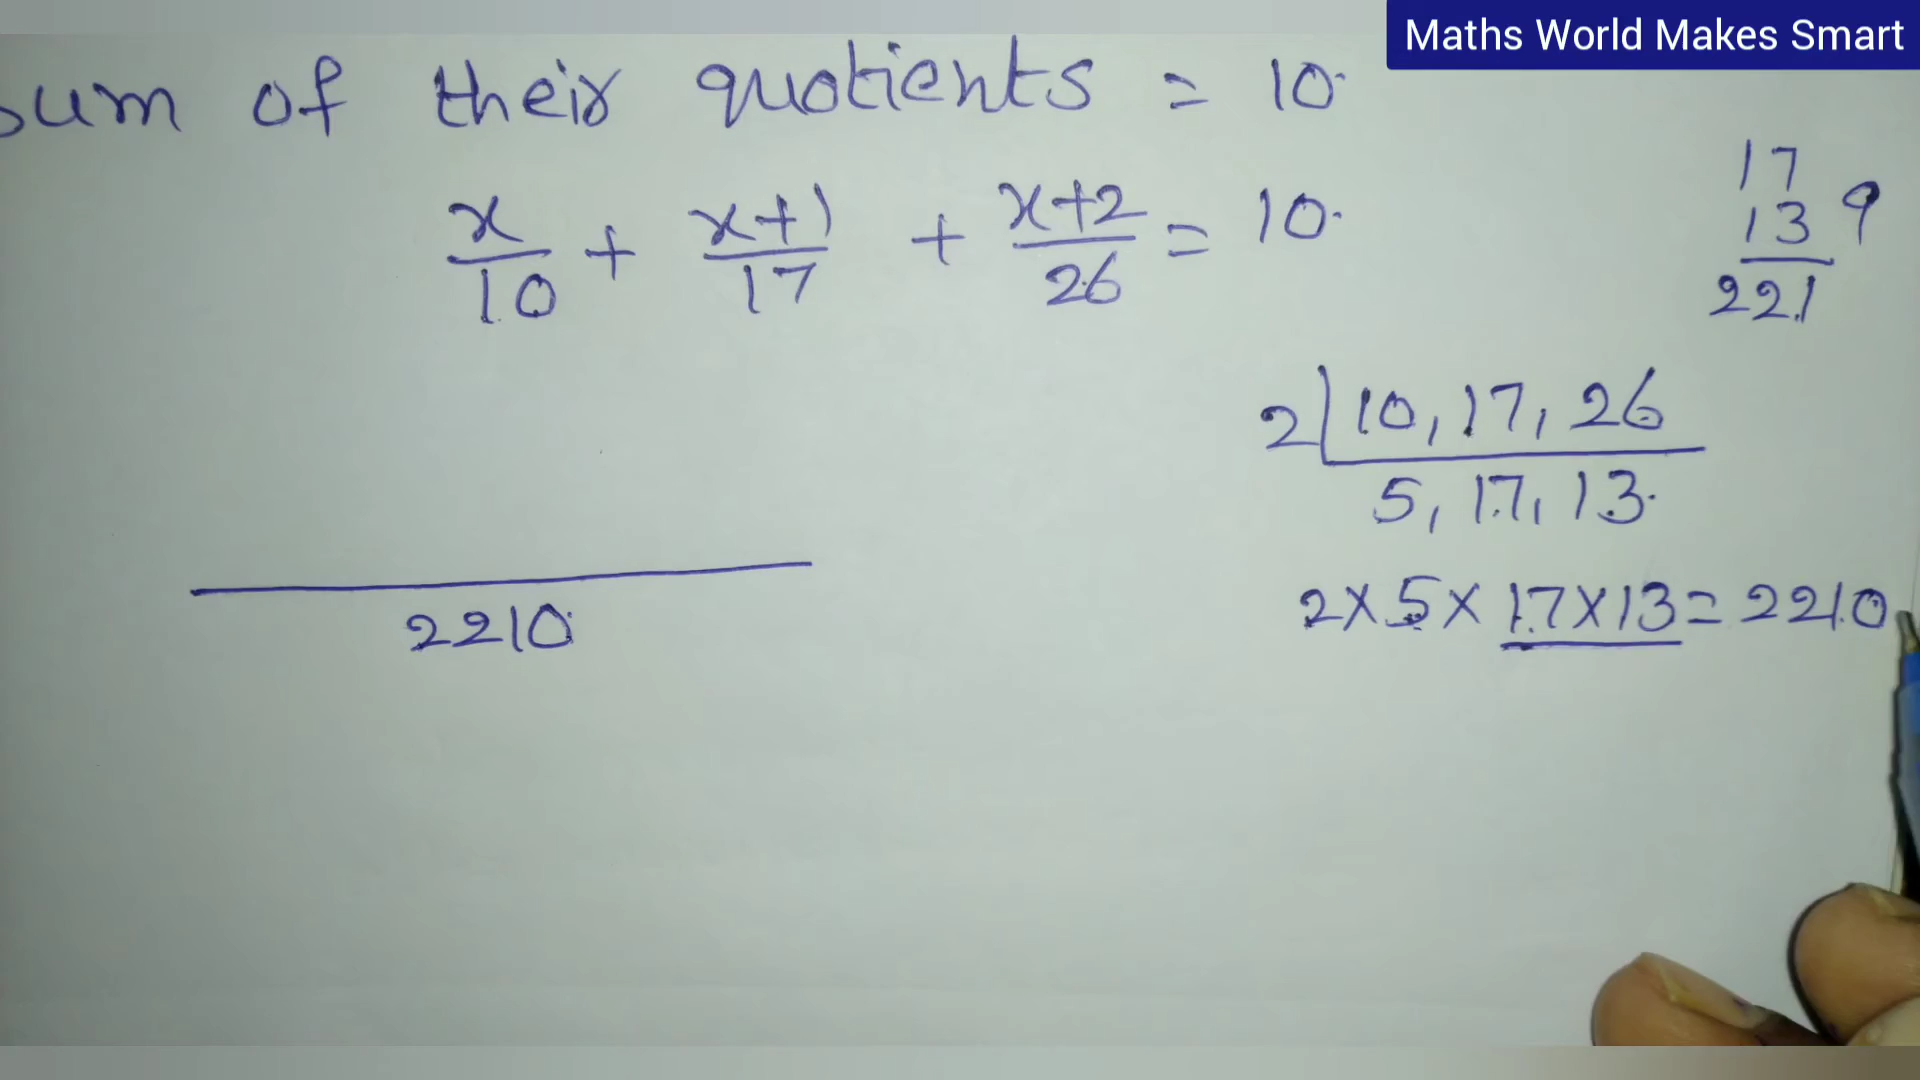 Maths World Makes Smart
sum of their quotients = 10.
x/10 + x+1/17 + x+2/26 = 10.
17
13 9
221
2 | 10, 17, 26
5, 17, 13.
2210
2 x 5 x 17 x 13 = 2210